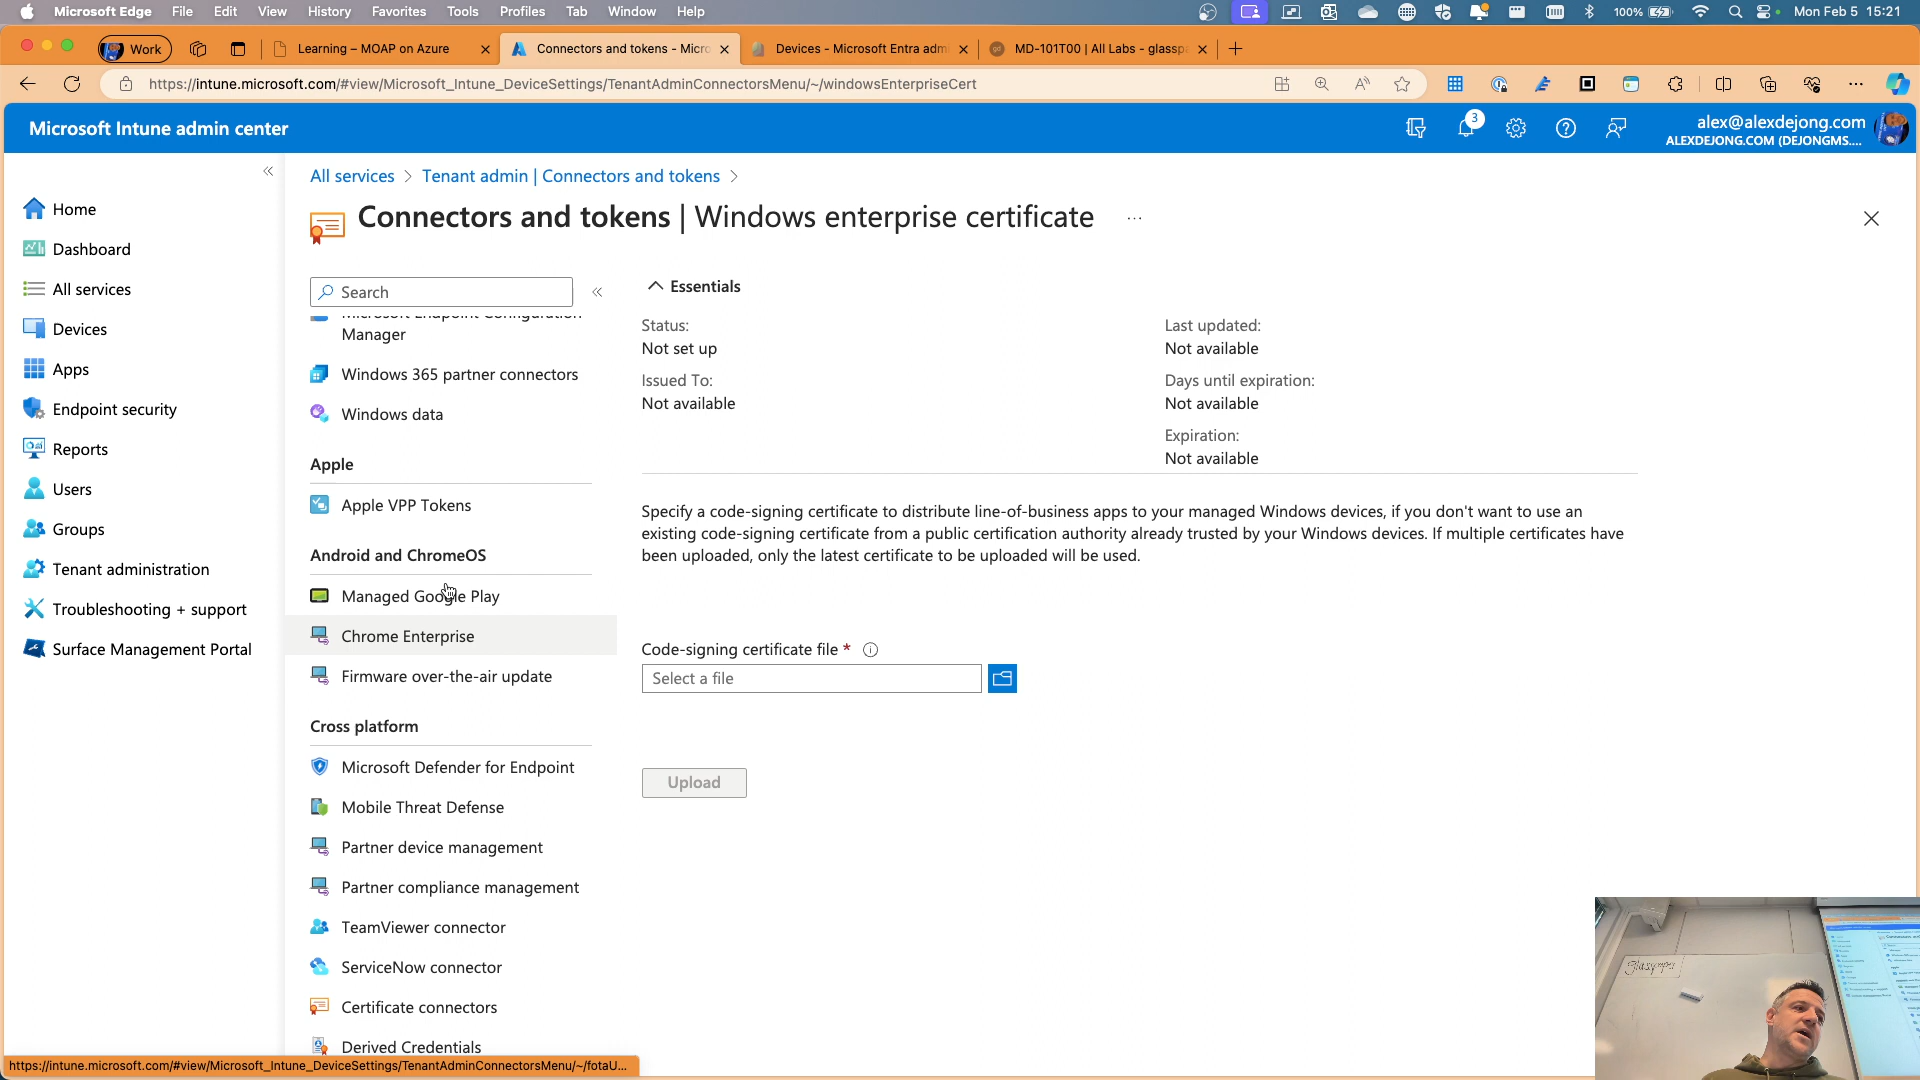 Microsoft Edge File Edit View History Favorites Tools Profiles Tab Window Help 100% Mon Feb 5 15:21
Work Learning – MOAP on Azure Connectors and tokens - Micro Devices - Microsoft Entra adm MD-101T00 | All Labs - glassp
https://intune.microsoft.com/#view/Microsoft_Intune_DeviceSettings/TenantAdminConnectorsMenu/~/windowsEnterpriseCert
Microsoft Intune admin center
3
alex@alexdejong.com
ALEXDEJONG.COM (DEJONGMS....
Home
Dashboard
All services
Devices
Apps
Endpoint security
Reports
Users
Groups
Tenant administration
Troubleshooting + support
Surface Management Portal
All services > Tenant admin | Connectors and tokens >
Connectors and tokens | Windows enterprise certificate ...
Search
Microsoft Endpoint Configuration
Manager
Windows 365 partner connectors
Windows data
Apple
Apple VPP Tokens
Android and ChromeOS
Managed Google Play
Chrome Enterprise
Firmware over-the-air update
Cross platform
Microsoft Defender for Endpoint
Mobile Threat Defense
Partner device management
Partner compliance management
TeamViewer connector
ServiceNow connector
Certificate connectors
Derived Credentials
Essentials
Status:
Not set up
Issued To:
Not available
Last updated:
Not available
Days until expiration:
Not available
Expiration:
Not available
Specify a code-signing certificate to distribute line-of-business apps to your managed Windows devices, if you don't want to use an
existing code-signing certificate from a public certification authority already trusted by your Windows devices. If multiple certificates have
been uploaded, only the latest certificate to be uploaded will be used.
Code-signing certificate file *
Select a file
Upload
https://intune.microsoft.com/#view/Microsoft_Intune_DeviceSettings/TenantAdminConnectorsMenu/~/fotaU...